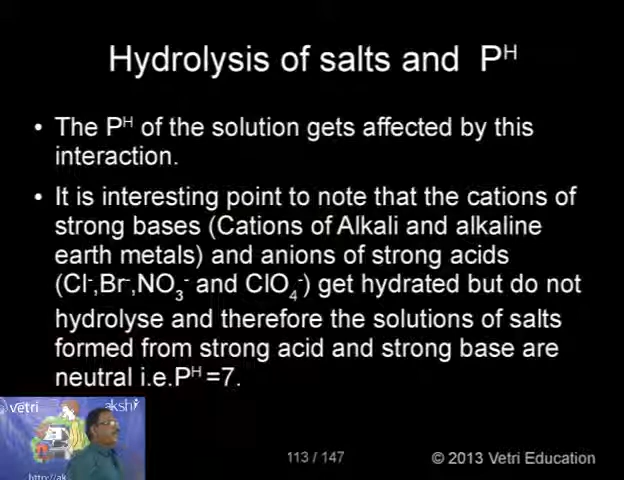 Hydrolysis of salts and P^H
• The P^H of the solution gets affected by this
interaction.
• It is interesting point to note that the cations of
strong bases (Cations of Alkali and alkaline
earth metals) and anions of strong acids
(Cl⁻,Br⁻,NO₃⁻ and ClO₄⁻) get hydrated but do not
hydrolyse and therefore the solutions of salts
formed from strong acid and strong base are
neutral i.e.P^H =7.
vetri
akshi
http://ak
113 / 147
© 2013 Vetri Education